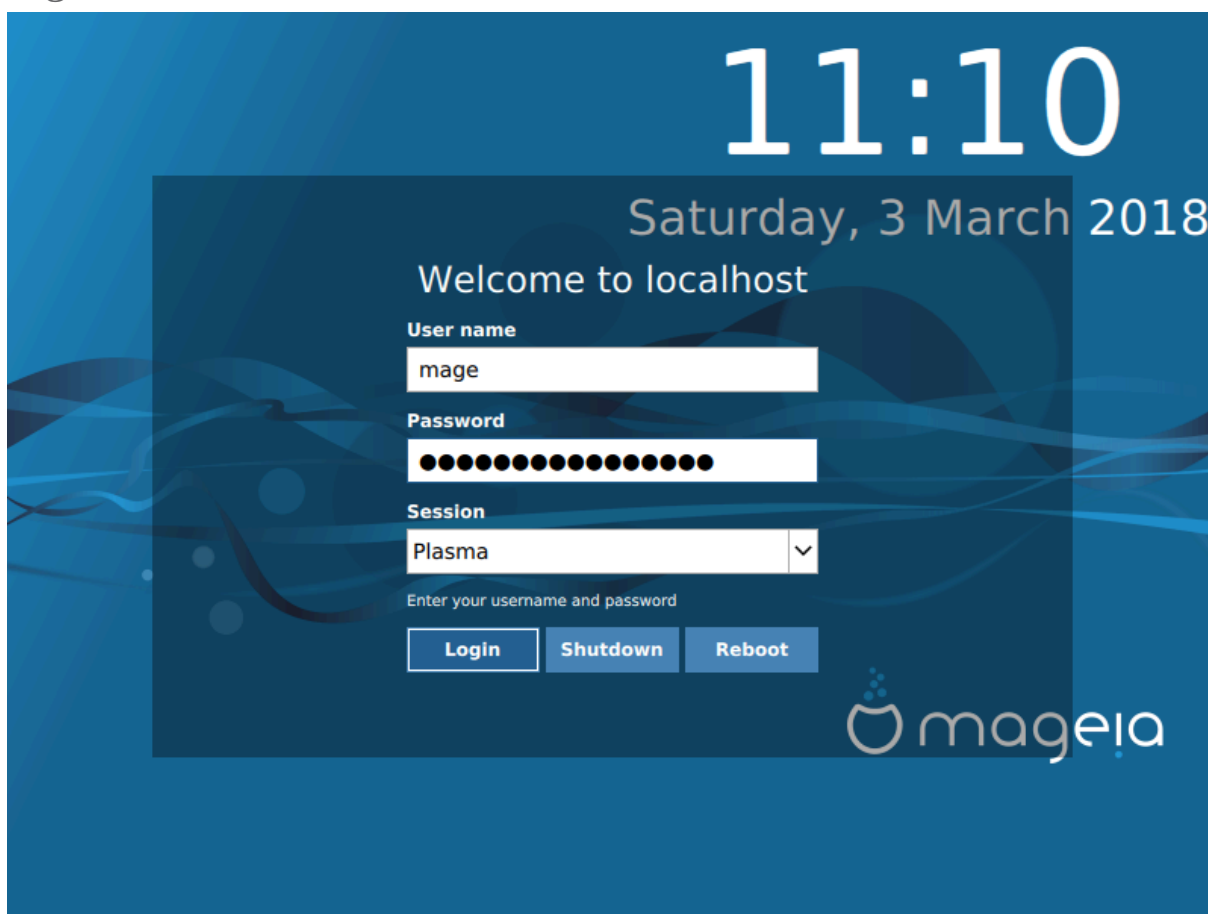 11:10
Saturday, 3 March 2018
Welcome to localhost
User name
mage
Password
●●●●●●●●●●●●●●●●
Session
Plasma
Enter your username and password
Login Shutdown Reboot
mageia